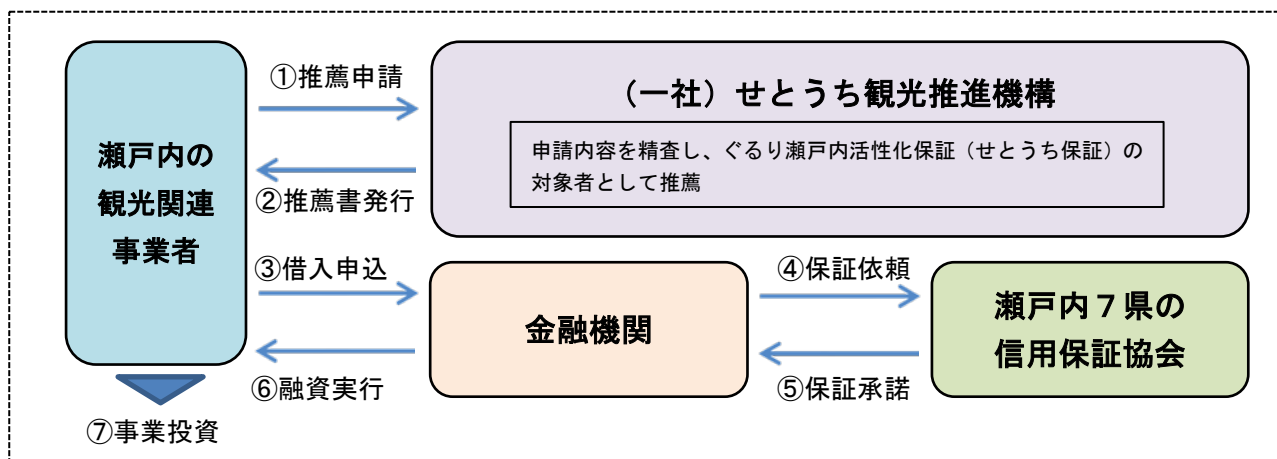 瀬戸内の
観光関連
事業者
①推薦申請
②推薦書発行
（一社）せとうち観光推進機構
申請内容を精査し、ぐるり瀬戸内活性化保証（せとうち保証）の
対象者として推薦
③借入申込
金融機関
④保証依頼
瀬戸内７県の
信用保証協会
⑤保証承諾
⑥融資実行
⑦事業投資